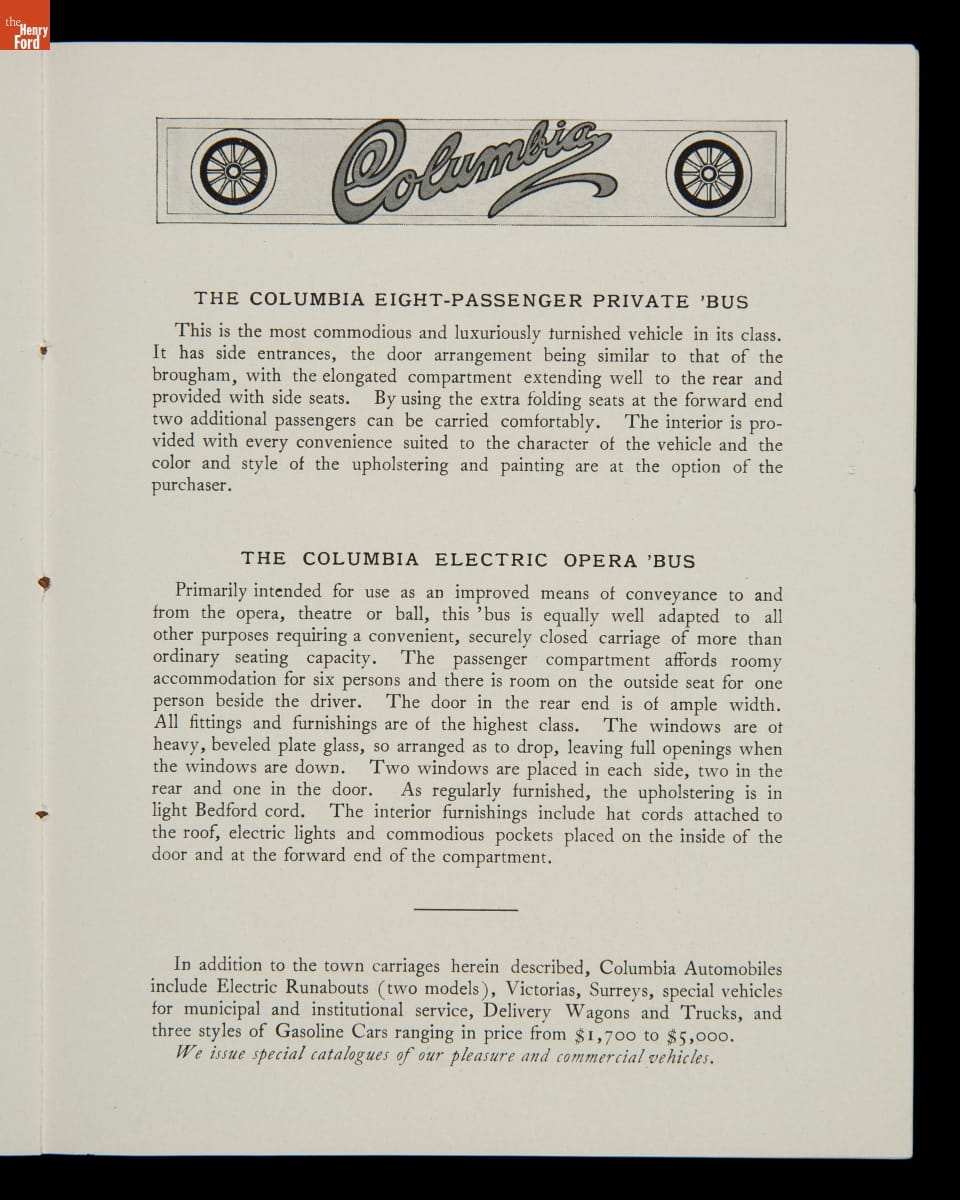 the
Henry
Ford
Columbia
THE COLUMBIA EIGHT-PASSENGER PRIVATE 'BUS
This is the most commodious and luxuriously furnished vehicle in its class.
It has side entrances, the door arrangement being similar to that of the
brougham, with the elongated compartment extending well to the rear and
provided with side seats. By using the extra folding seats at the forward end
two additional passengers can be carried comfortably. The interior is pro-
vided with every convenience suited to the character of the vehicle and the
color and style of the upholstering and painting are at the option of the
purchaser.
THE COLUMBIA ELECTRIC OPERA 'BUS
Primarily intended for use as an improved means of conveyance to and
from the opera, theatre or ball, this 'bus is equally well adapted to all
other purposes requiring a convenient, securely closed carriage of more than
ordinary seating capacity. The passenger compartment affords roomy
accommodation for six persons and there is room on the outside seat for one
person beside the driver. The door in the rear end is of ample width.
All fittings and furnishings are of the highest class. The windows are of
heavy, beveled plate glass, so arranged as to drop, leaving full openings when
the windows are down. Two windows are placed in each side, two in the
rear and one in the door. As regularly furnished, the upholstering is in
light Bedford cord. The interior furnishings include hat cords attached to
the roof, electric lights and commodious pockets placed on the inside of the
door and at the forward end of the compartment.
In addition to the town carriages herein described, Columbia Automobiles
include Electric Runabouts (two models), Victorias, Surreys, special vehicles
for municipal and institutional service, Delivery Wagons and Trucks, and
three styles of Gasoline Cars ranging in price from $1,700 to $5,000.
We issue special catalogues of our pleasure and commercial vehicles.